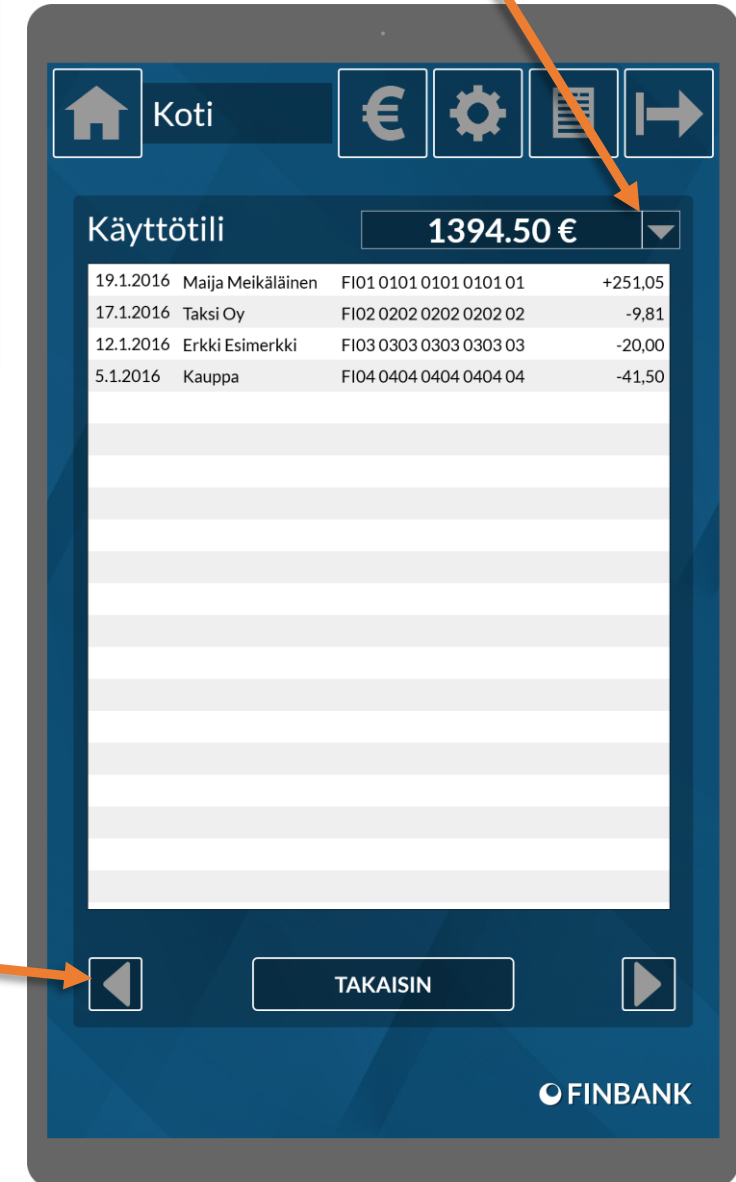 Koti €
Käyttötili 1394.50 €
19.1.2016 Maija Meikäläinen FI01 0101 0101 0101 01 +251,05
17.1.2016 Taksi Oy FI02 0202 0202 0202 02 -9,81
12.1.2016 Erkki Esimerkki FI03 0303 0303 0303 03 -20,00
5.1.2016 Kauppa FI04 0404 0404 0404 04 -41,50
TAKAISIN
FINBANK